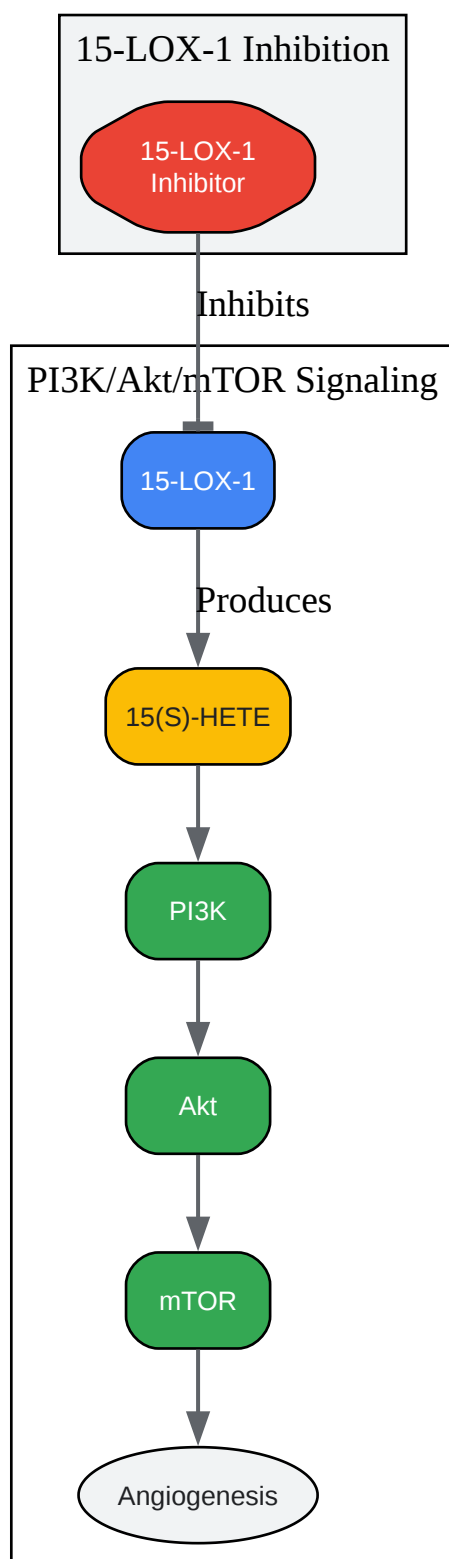 15-LOX-1 Inhibition
15-LOX-1
Inhibitor
Inhibits
PI3K/Akt/mTOR Signaling
15-LOX-1
Produces
15(S)-HETE
PI3K
Akt
mTOR
Angiogenesis